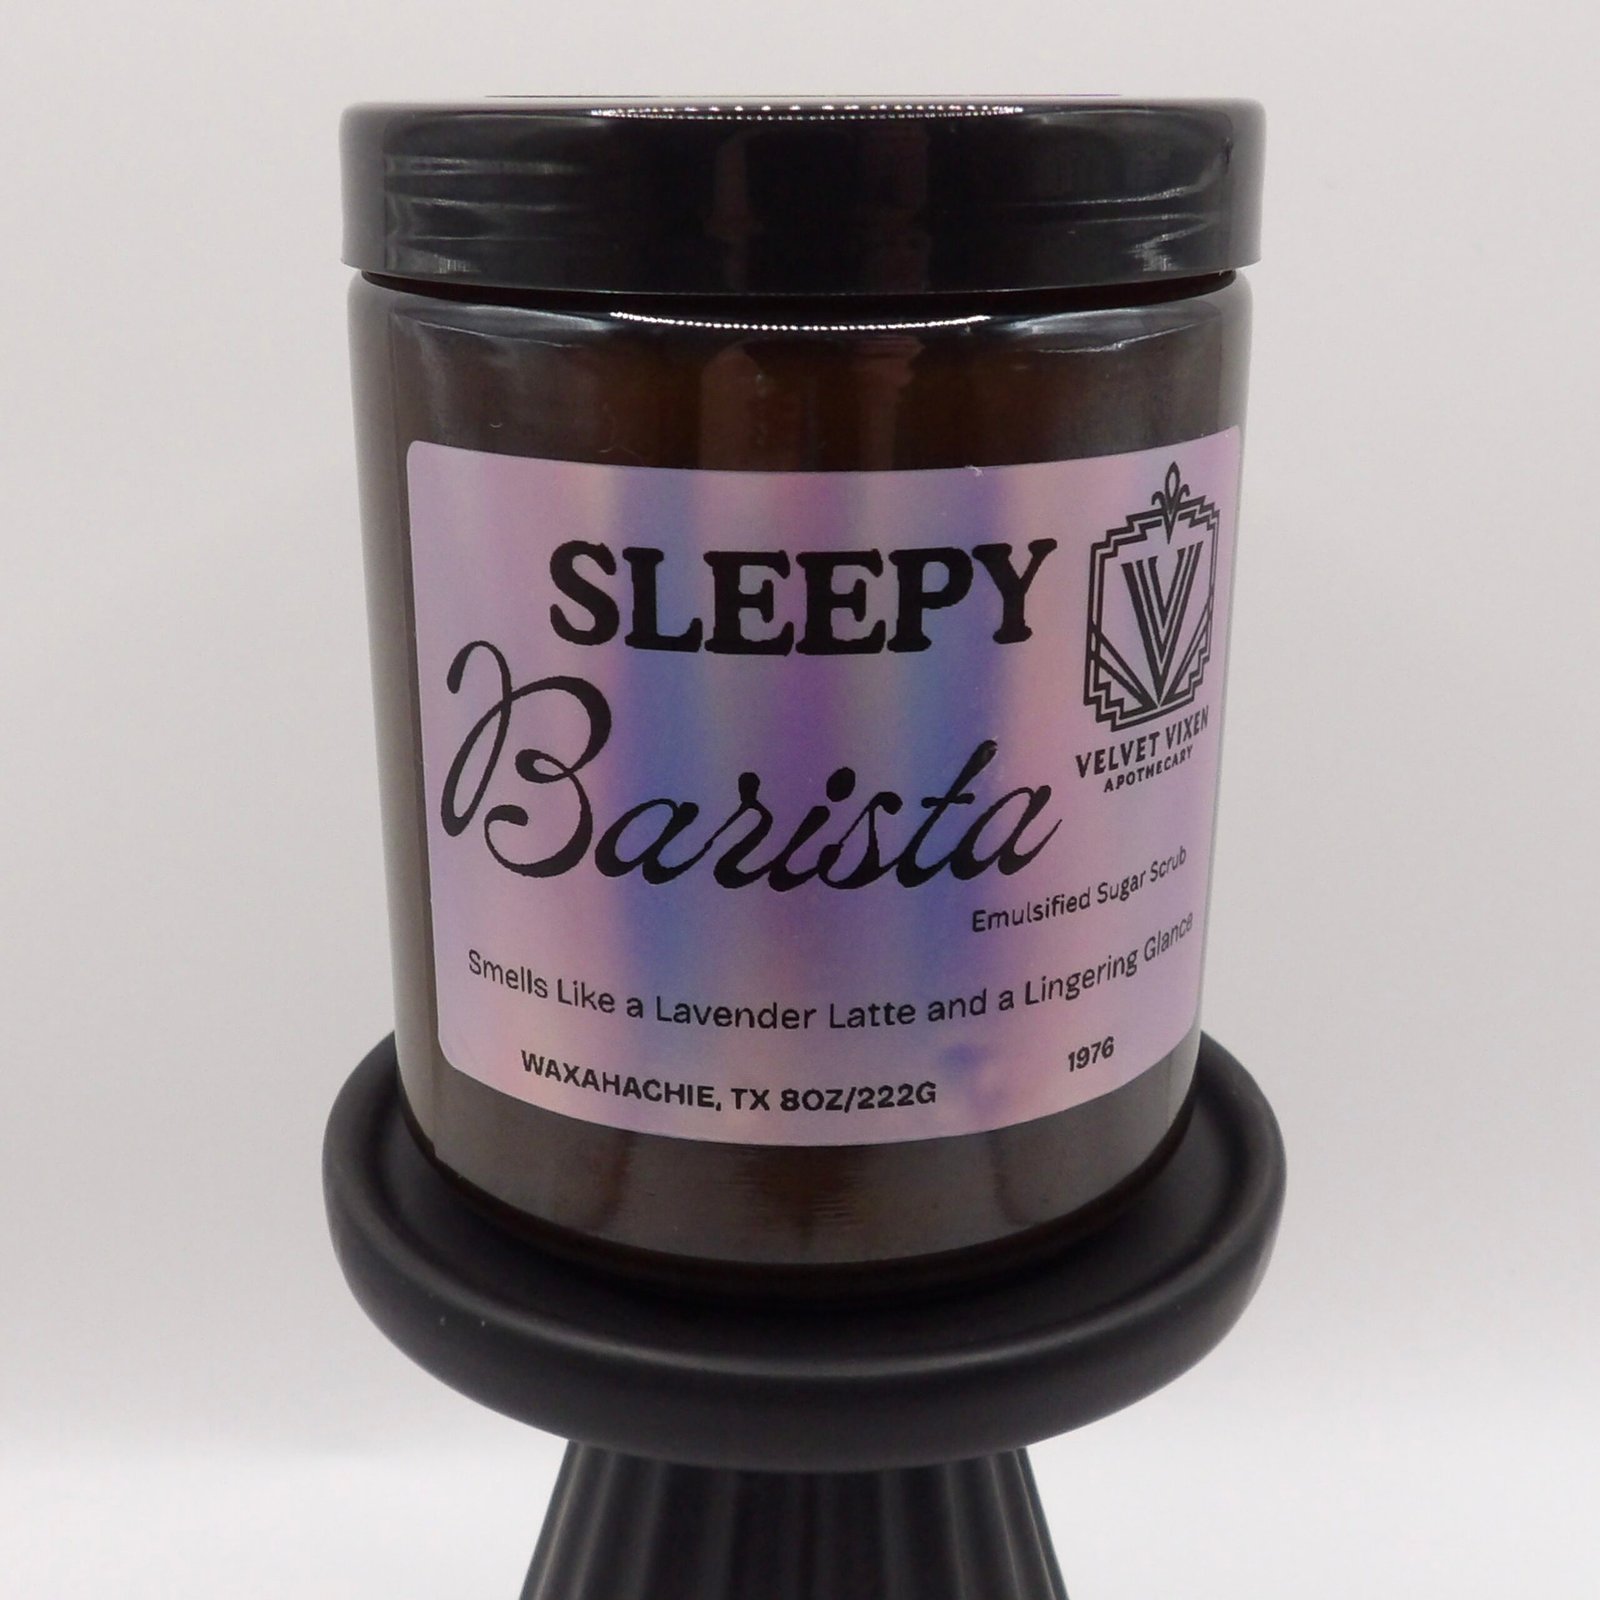 SLEEPY
Barista
V
VELVET VIXEN
APOTHECARY
Emulsified Sugar Scrub
Smells Like a Lavender Latte and a Lingering Glance
WAXAHACHIE, TX 8OZ/222G
1976